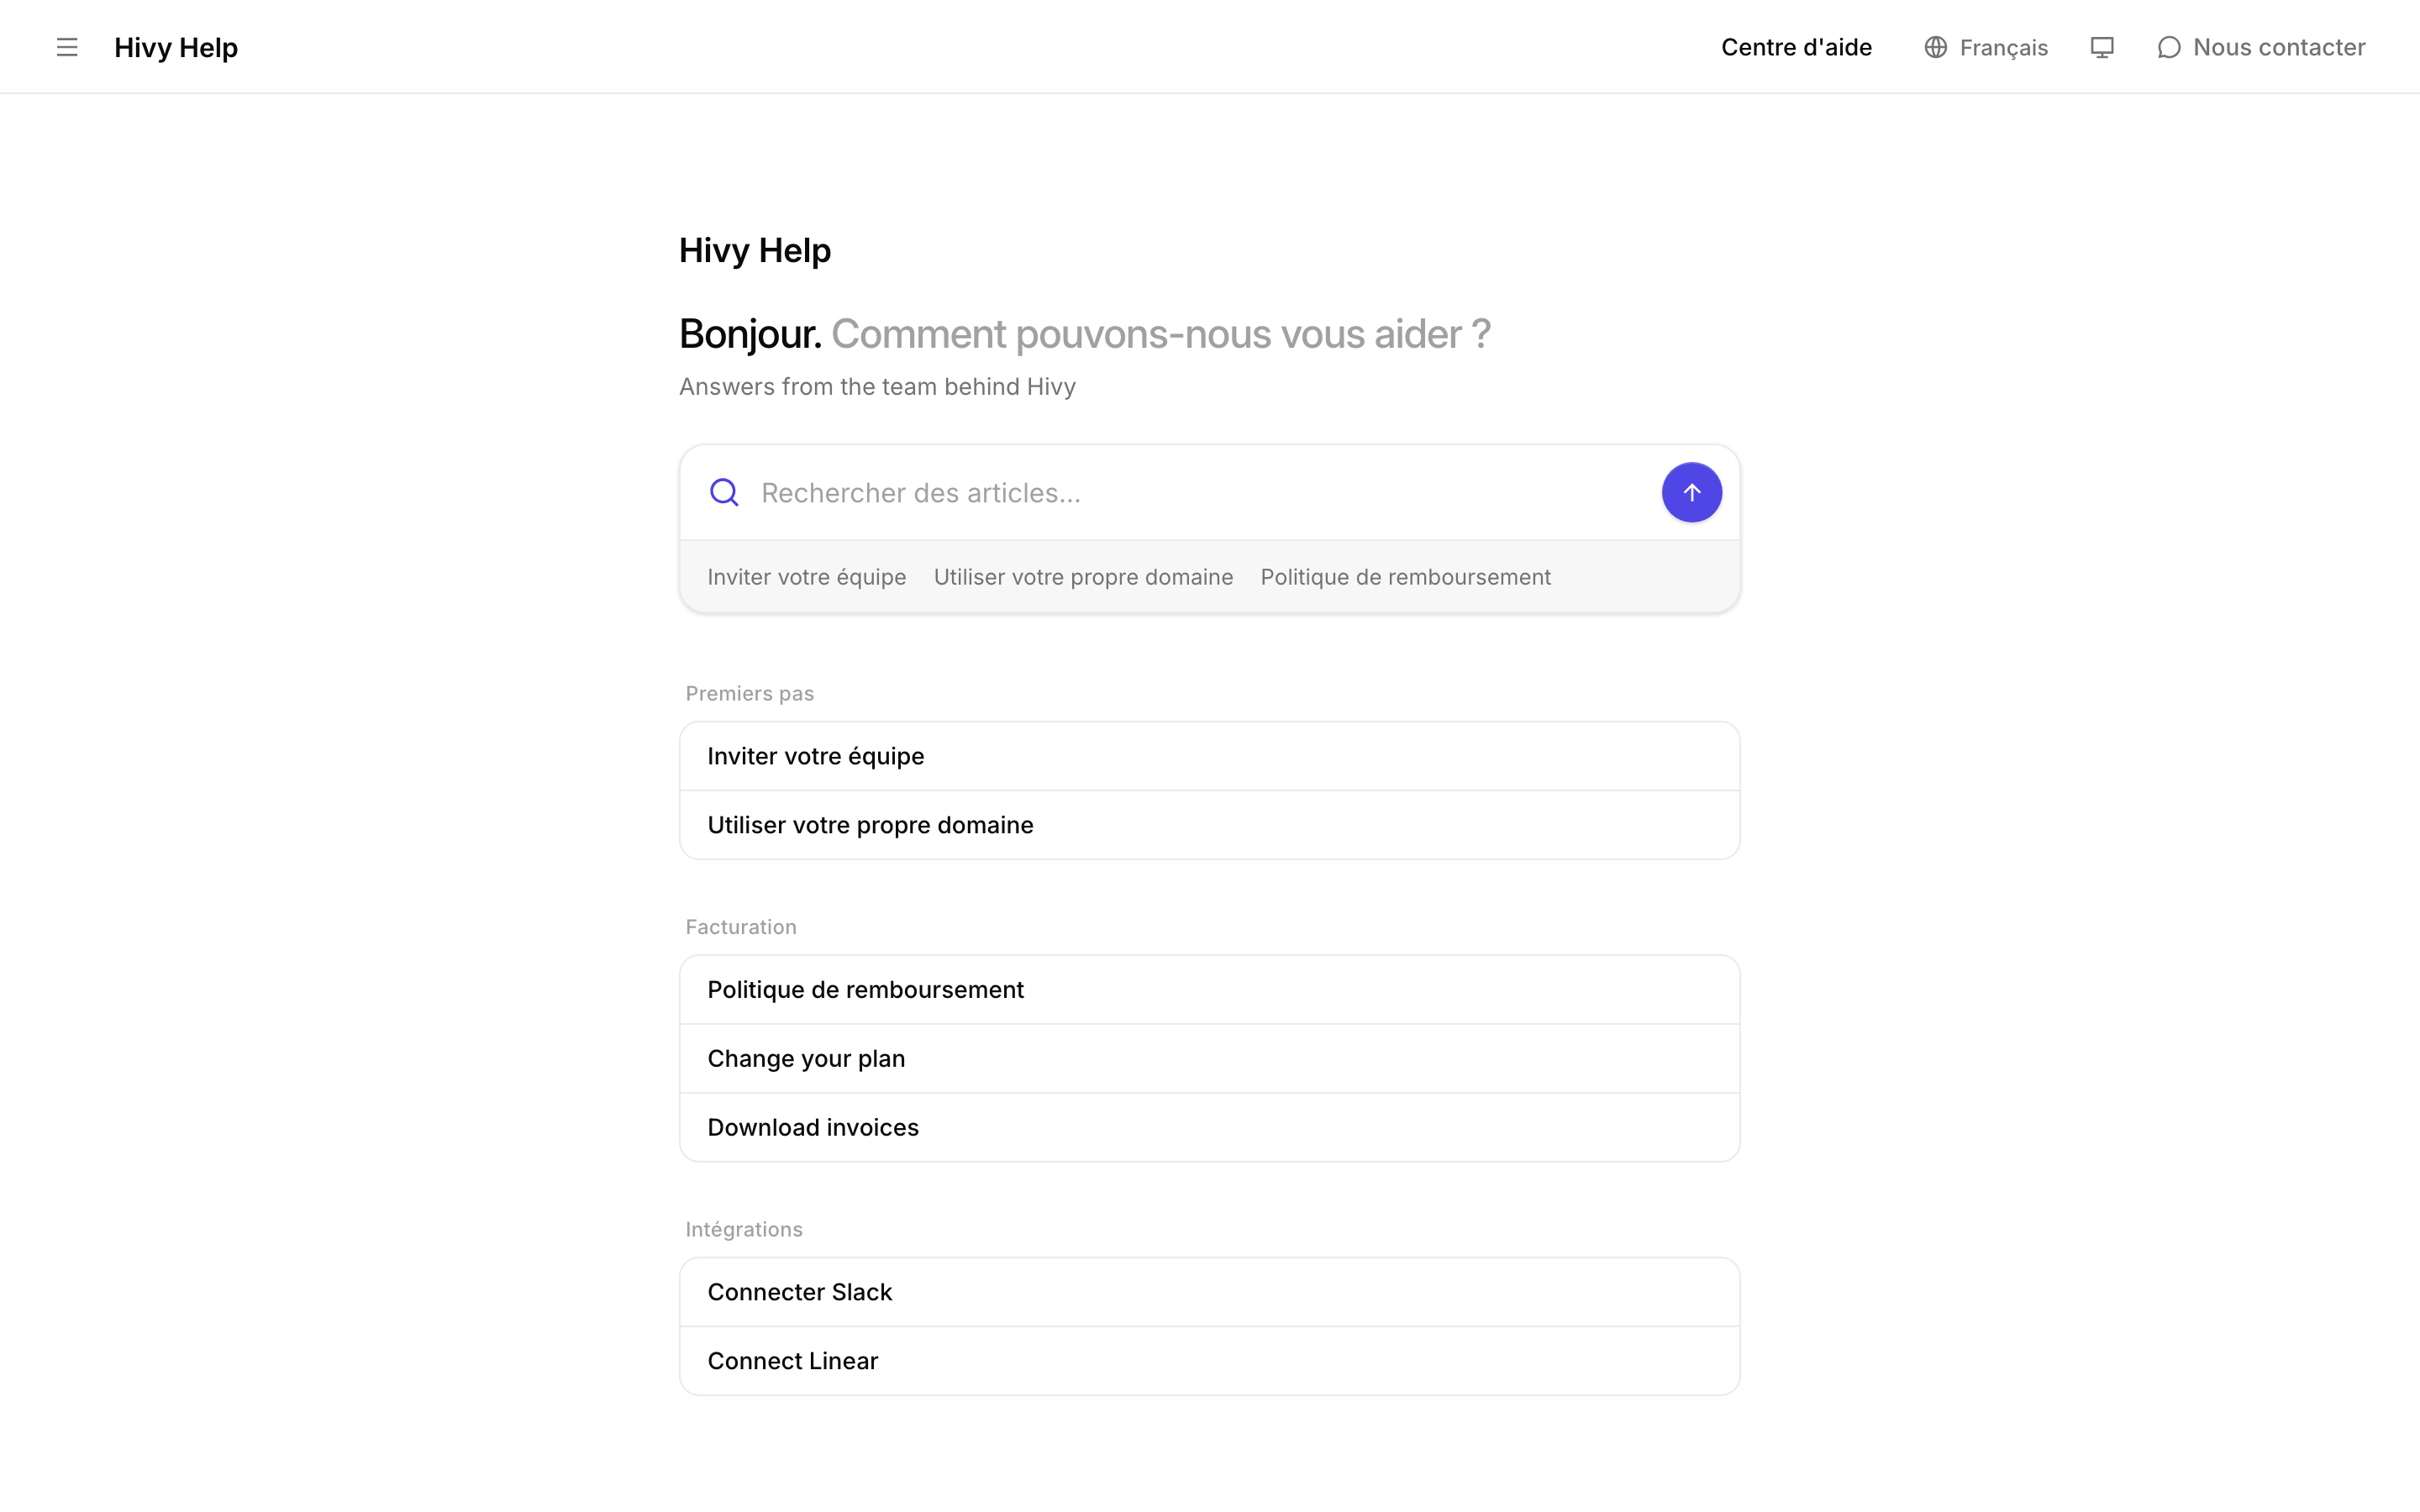 Hivy Help
Centre d'aide
Français
Nous contacter
Hivy Help
Bonjour. Comment pouvons-nous vous aider ?
Answers from the team behind Hivy
Rechercher des articles...
Inviter votre équipe Utiliser votre propre domaine Politique de remboursement
Premiers pas
Inviter votre équipe
Utiliser votre propre domaine
Facturation
Politique de remboursement
Change your plan
Download invoices
Intégrations
Connecter Slack
Connect Linear